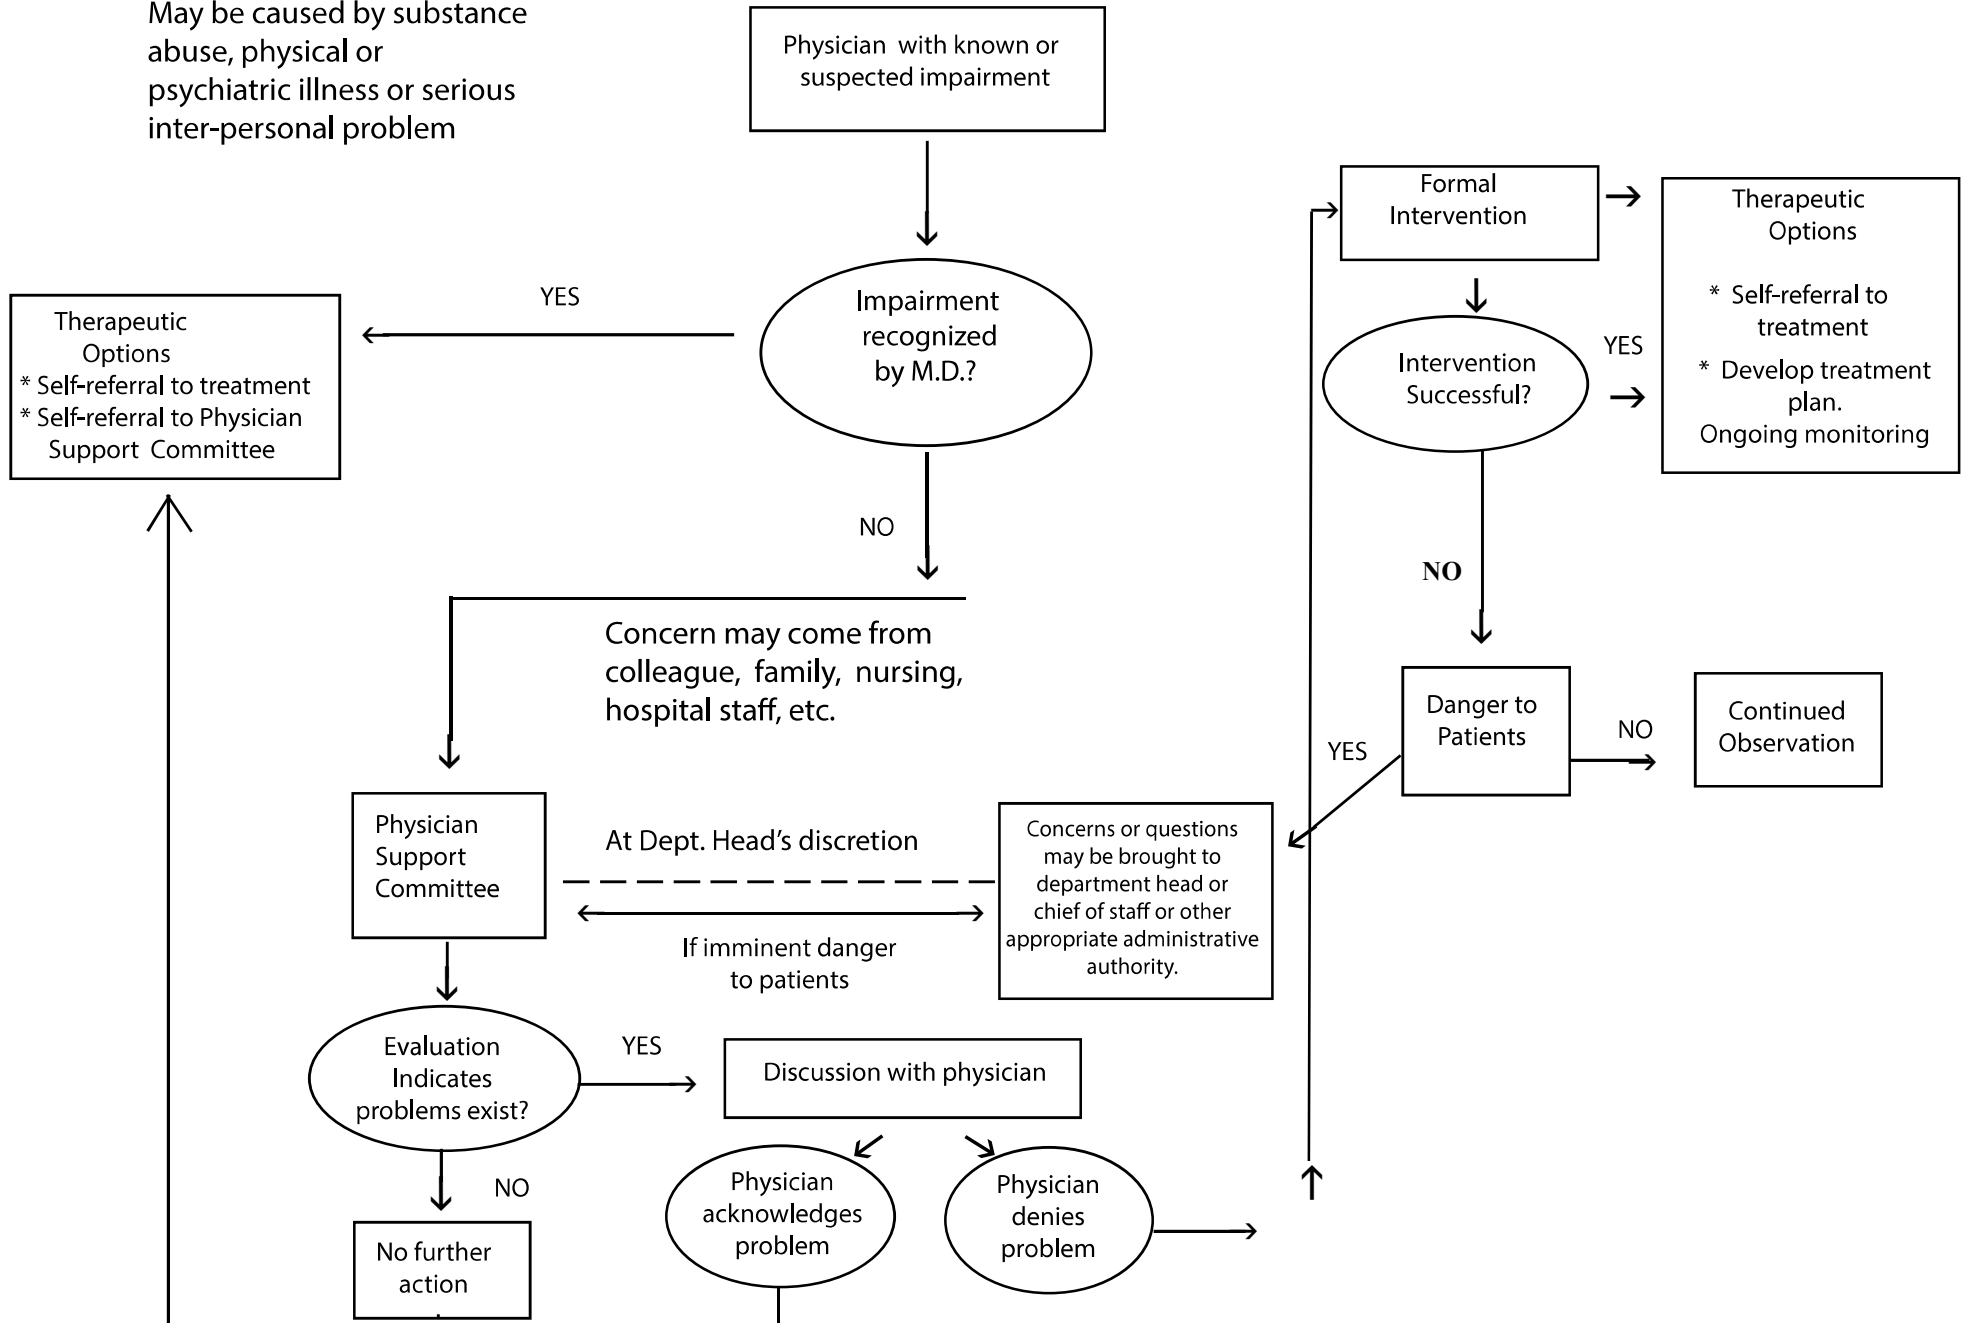 May be caused by substance
abuse, physical or
psychiatric illness or serious
inter-personal problem
Physician with known or
suspected impairment
Formal
Intervention
Therapeutic
Options
* Self-referral to
treatment
* Develop treatment
plan.
Ongoing monitoring
YES
Impairment
recognized
by M.D.?
Therapeutic
Options
* Self-referral to treatment
* Self-referral to Physician
Support Committee
Intervention
Successful?
YES
NO
NO
Concern may come from
colleague, family, nursing,
hospital staff, etc.
Danger to
Patients
YES
NO
Continued
Observation
Physician
Support
Committee
At Dept. Head's discretion
If imminent danger
to patients
Concerns or questions
may be brought to
department head or
chief of staff or other
appropriate administrative
authority.
Evaluation
Indicates
problems exist?
YES
Discussion with physician
NO
Physician
acknowledges
problem
Physician
denies
problem
No further
action